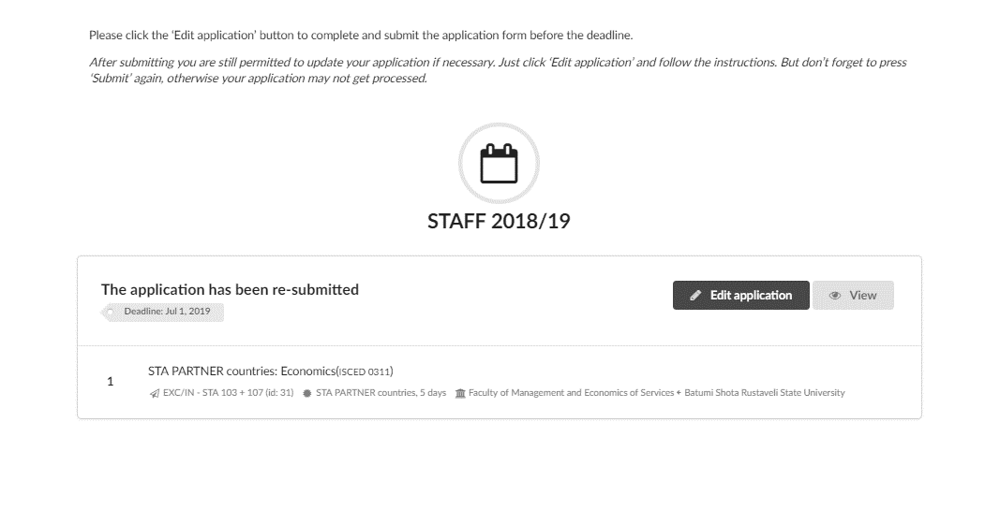 Please click the ‘Edit application’ button to complete and submit the application form before the deadline.
After submitting you are still permitted to update your application if necessary. Just click ‘Edit application’ and follow the instructions. But don’t forget to press
‘Submit’ again, otherwise your application may not get processed.
STAFF 2018/19
The application has been re-submitted
Deadline: Jul 1, 2019
Edit application
View
1
STA PARTNER countries: Economics(ISCED 0311)
EXC/IN - STA 103 + 107 (id: 31) STA PARTNER countries, 5 days Faculty of Management and Economics of Services Batumi Shota Rustaveli State University